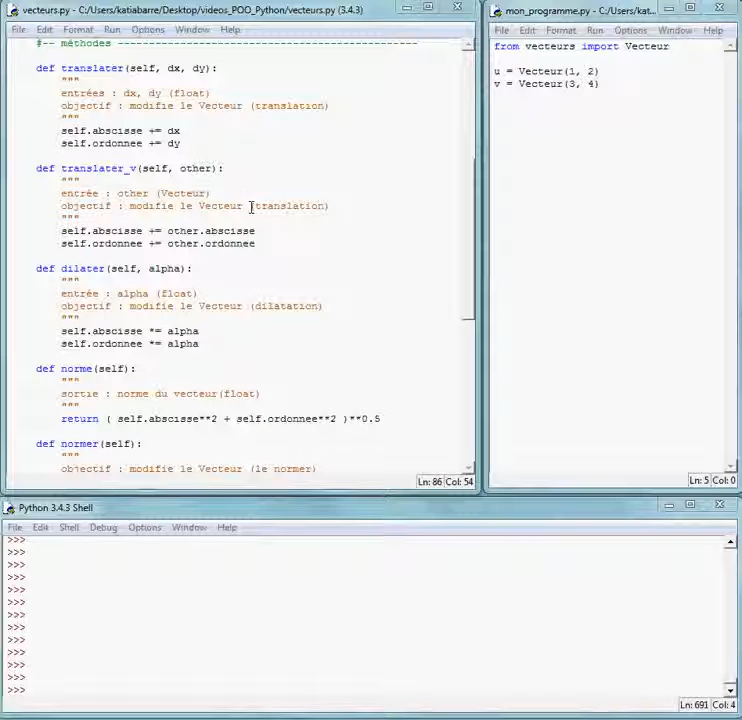 vecteurs.py - C:/Users/katiabarre/Desktop/videos_POO_Python/vecteurs.py (3.4.3)
File Edit Format Run Options Window Help
#-- méthodes ------------------------------------------------
def translater(self, dx, dy):
"""
entrées : dx, dy (float)
objectif : modifie le Vecteur (translation)
"""
self.abscisse += dx
self.ordonnee += dy
def translater_v(self, other):
"""
entrée : other (Vecteur)
objectif : modifie le Vecteur (translation)
"""
self.abscisse += other.abscisse
self.ordonnee += other.ordonnee
def dilater(self, alpha):
"""
entrée : alpha (float)
objectif : modifie le Vecteur (dilatation)
"""
self.abscisse *= alpha
self.ordonnee *= alpha
def norme(self):
"""
sortie : norme du vecteur(float)
"""
return ( self.abscisse**2 + self.ordonnee**2 )**0.5
def normer(self):
"""
objectif : modifie le Vecteur (le normer)
Ln: 86 Col: 54
mon_programme.py - C:/Users/kat...
File Edit Format Run Options Window Help
from vecteurs import Vecteur
u = Vecteur(1, 2)
v = Vecteur(3, 4)
Ln: 5 Col: 0
Python 3.4.3 Shell
File Edit Shell Debug Options Window Help
>>>
>>>
>>>
>>>
>>>
>>>
>>>
>>>
>>>
>>>
>>>
>>>
>>>
Ln: 691 Col: 4